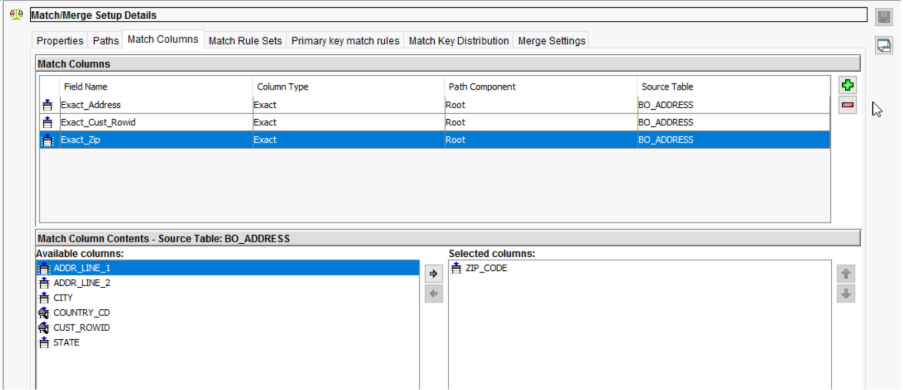 Match/Merge Setup Details
Properties Paths Match Columns Match Rule Sets Primary key match rules Match Key Distribution Merge Settings
Match Columns
Field Name Column Type Path Component Source Table
Exact_Address Exact Root BO_ADDRESS
Exact_Cust_Rowid Exact Root BO_ADDRESS
Exact_Zip Exact Root BO_ADDRESS
Match Column Contents - Source Table: BO_ADDRESS
Available columns: Selected columns:
ADDR_LINE_1 ZIP_CODE
ADDR_LINE_2
CITY
COUNTRY_CD
CUST_ROWID
STATE